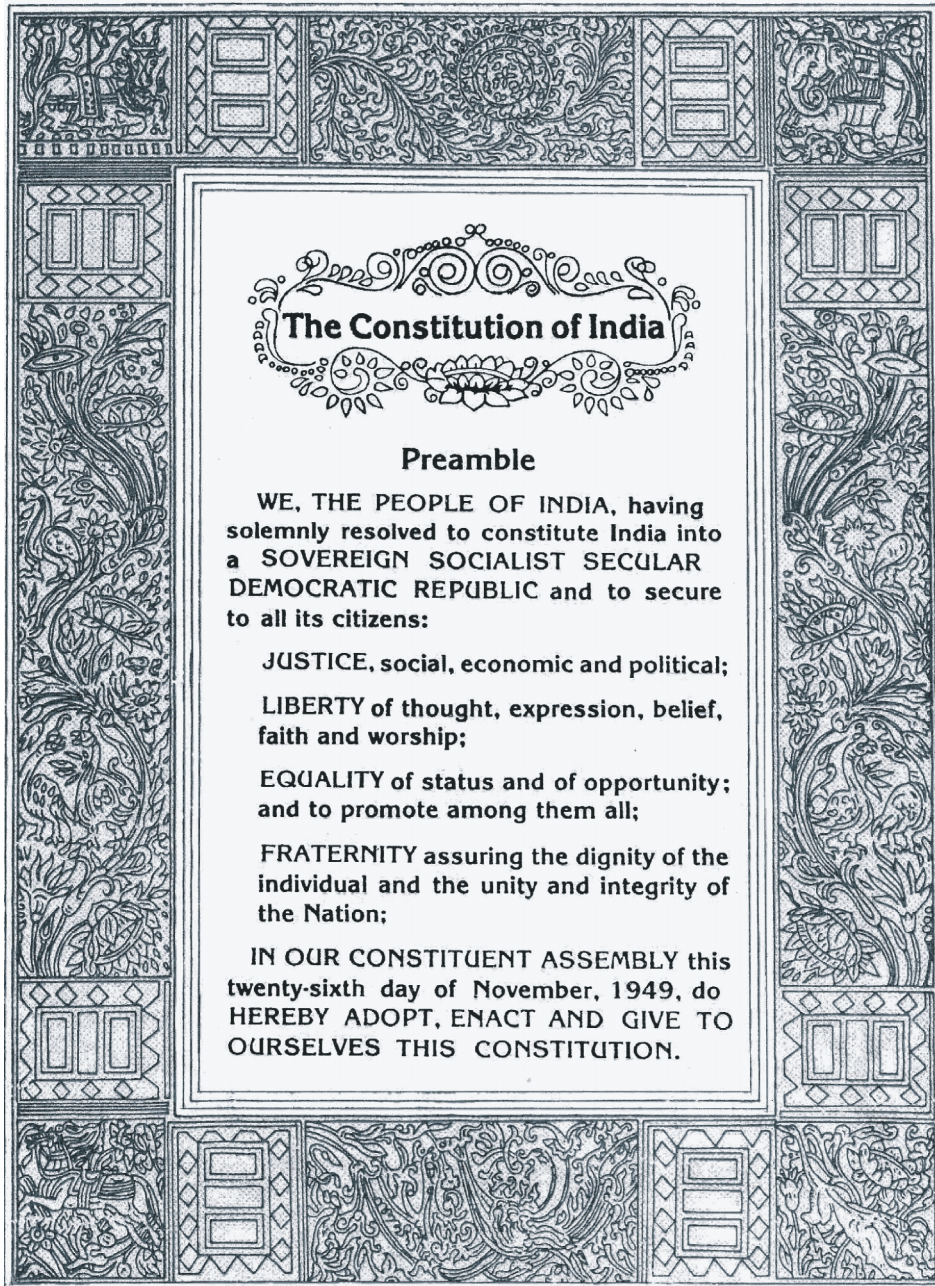 The Constitution of India
Preamble
WE, THE PEOPLE OF INDIA, having
solemnly resolved to constitute India into
a SOVEREIGN SOCIALIST SECULAR
DEMOCRATIC REPUBLIC and to secure
to all its citizens:
JUSTICE, social, economic and political;
LIBERTY of thought, expression, belief,
faith and worship;
EQUALITY of status and of opportunity;
and to promote among them all;
FRATERNITY assuring the dignity of the
individual and the unity and integrity of
the Nation;
IN OUR CONSTITUENT ASSEMBLY this
twenty-sixth day of November, 1949, do
HEREBY ADOPT, ENACT AND GIVE TO
OURSELVES THIS CONSTITUTION.